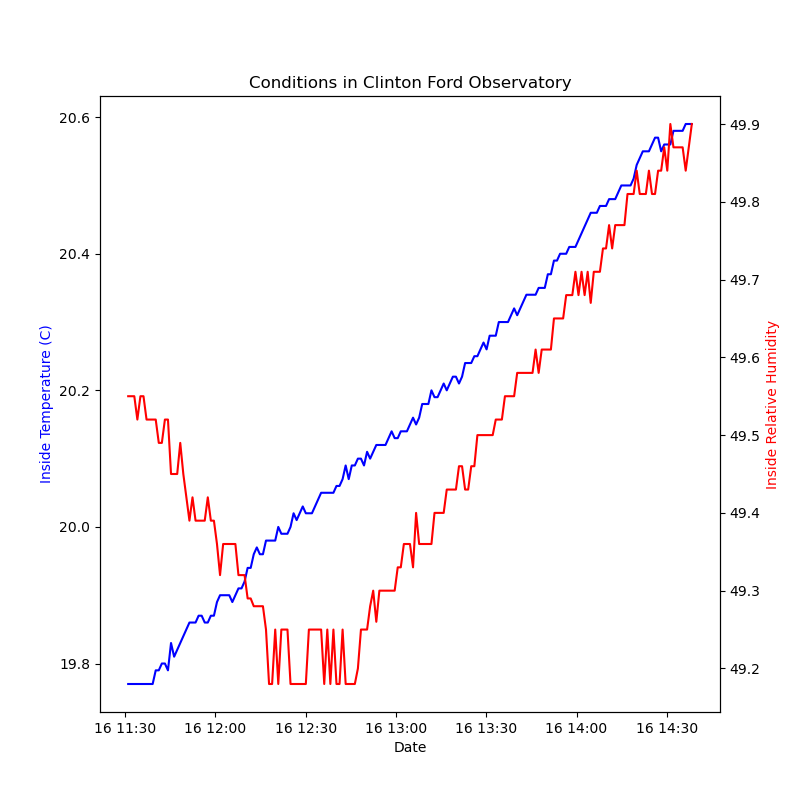 Conditions in Clinton Ford Observatory
20.6
20.4
20.2
20.0
19.8
Inside Temperature (C)
49.9
49.8
49.7
49.6
49.5
49.4
49.3
49.2
Inside Relative Humidity
16 11:30 16 12:00 16 12:30 16 13:00 16 13:30 16 14:00 16 14:30
Date